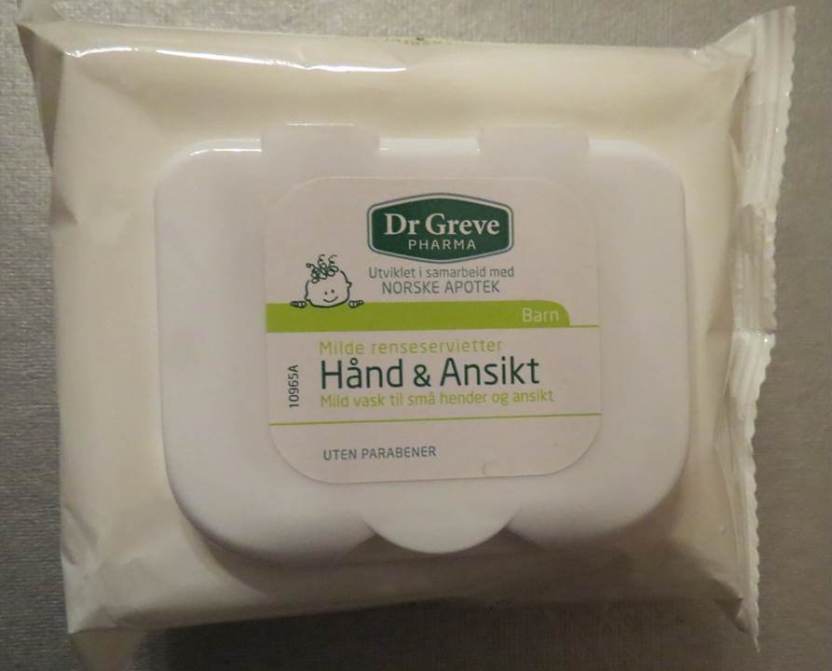 Dr Greve
PHARMA
Utviklet i samarbeid med
NORSKE APOTEK
Barn
Milde renseservietter
Hånd & Ansikt
Mild vask til små hender og ansikt
10965A
UTEN PARABENER